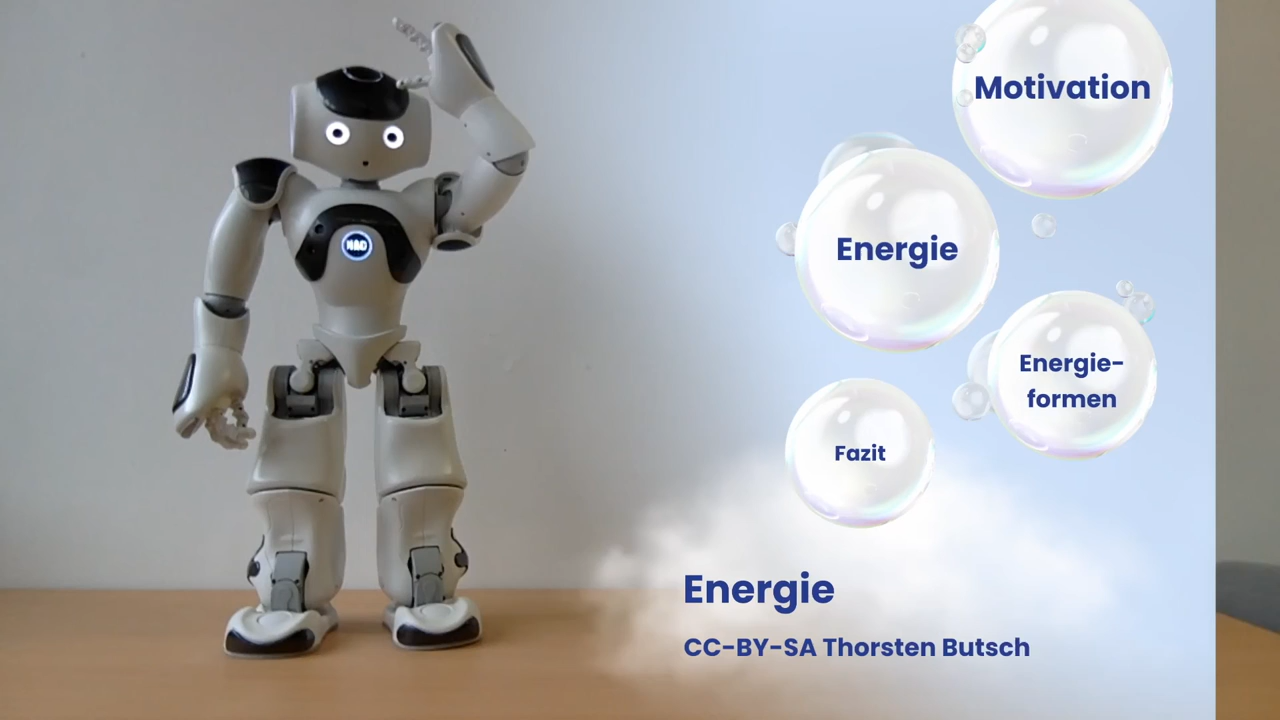 Motivation
Energie
Energie-
formen
Fazit
NAO
Energie
CC-BY-SA Thorsten Butsch